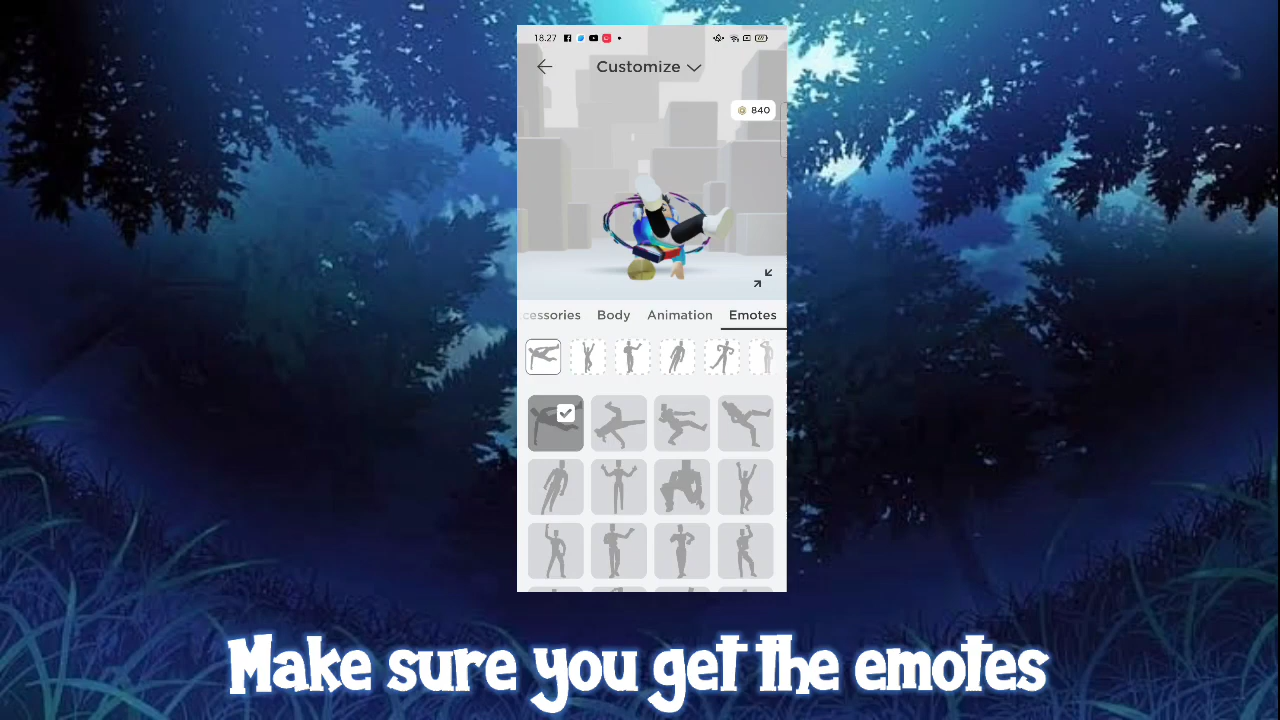 18.27
Customize
840
cessories Body Animation Emotes
Make sure you get the emotes